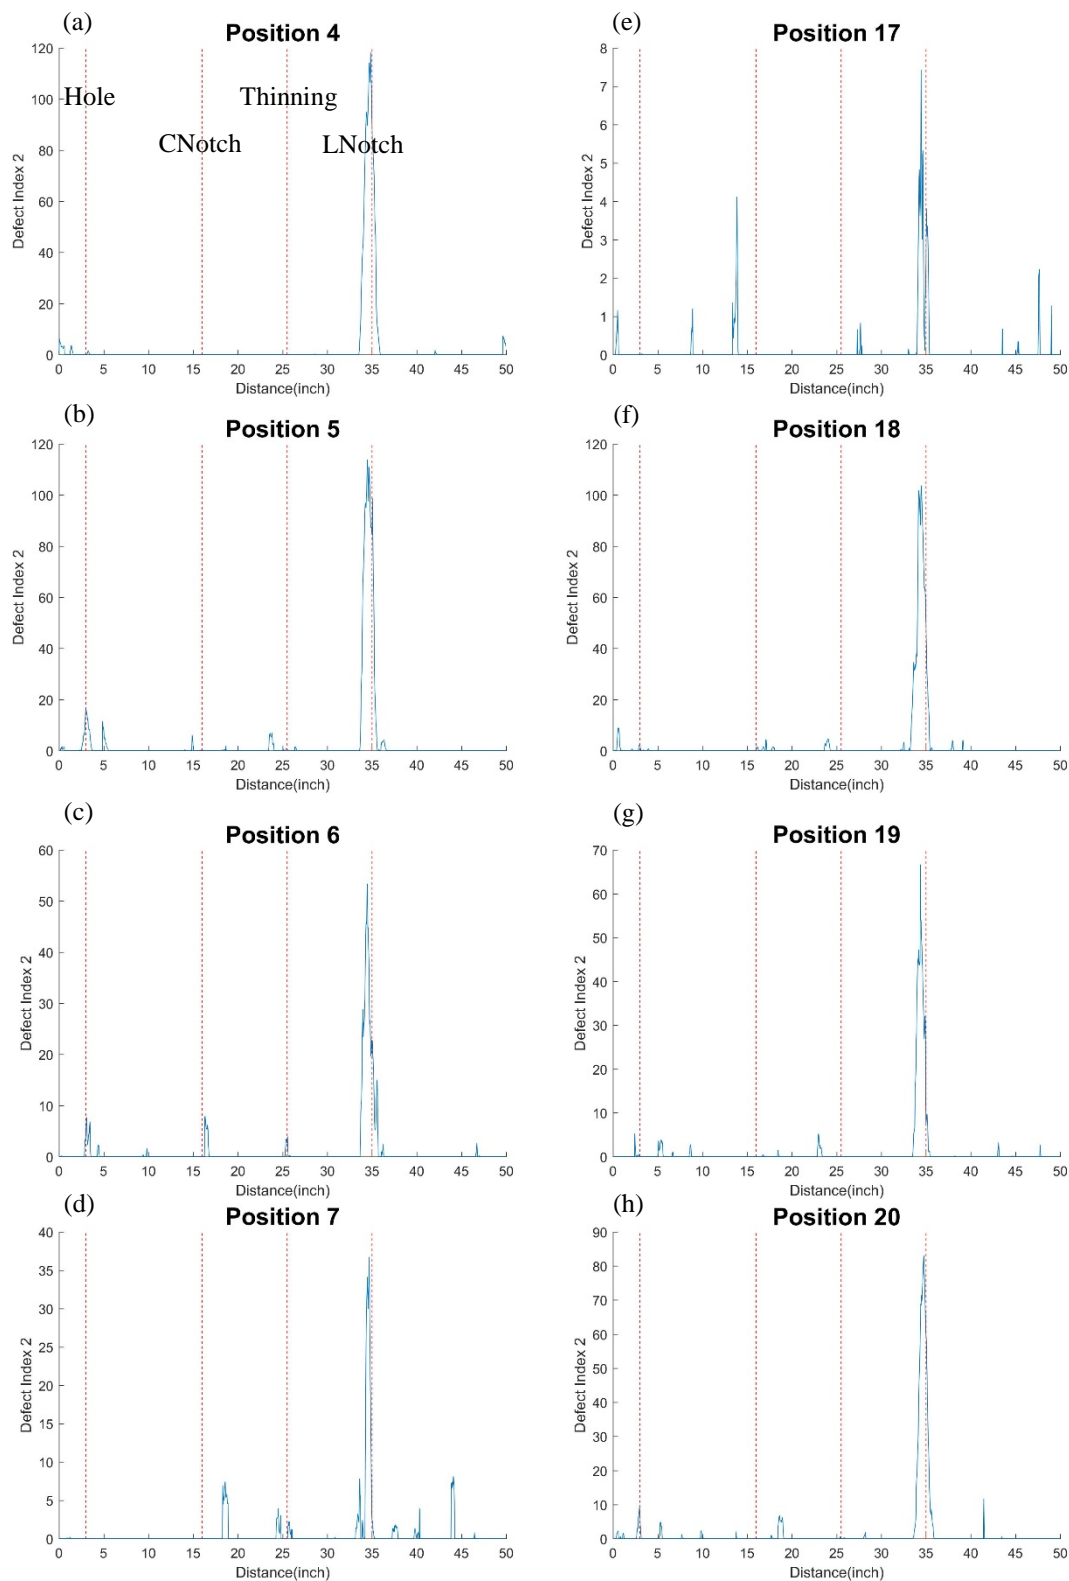 (a)
Position 4
120
100
80
60
40
20
0
Defect Index 2
Hole
Thinning
CNotch
LNotch
0 5 10 15 20 25 30 35 40 45 50
Distance(inch)
(e)
Position 17
8
7
6
5
4
3
2
1
0
Defect Index 2
0 5 10 15 20 25 30 35 40 45 50
Distance(inch)
(b)
Position 5
120
100
80
60
40
20
0
Defect Index 2
0 5 10 15 20 25 30 35 40 45 50
Distance(inch)
(f)
Position 18
120
100
80
60
40
20
0
Defect Index 2
0 5 10 15 20 25 30 35 40 45 50
Distance(inch)
(c)
Position 6
60
50
40
30
20
10
0
Defect Index 2
0 5 10 15 20 25 30 35 40 45 50
Distance(inch)
(g)
Position 19
70
60
50
40
30
20
10
0
Defect Index 2
0 5 10 15 20 25 30 35 40 45 50
Distance(inch)
(d)
Position 7
40
35
30
25
20
15
10
5
0
Defect Index 2
0 5 10 15 20 25 30 35 40 45 50
Distance(inch)
(h)
Position 20
90
80
70
60
50
40
30
20
10
0
Defect Index 2
0 5 10 15 20 25 30 35 40 45 50
Distance(inch)